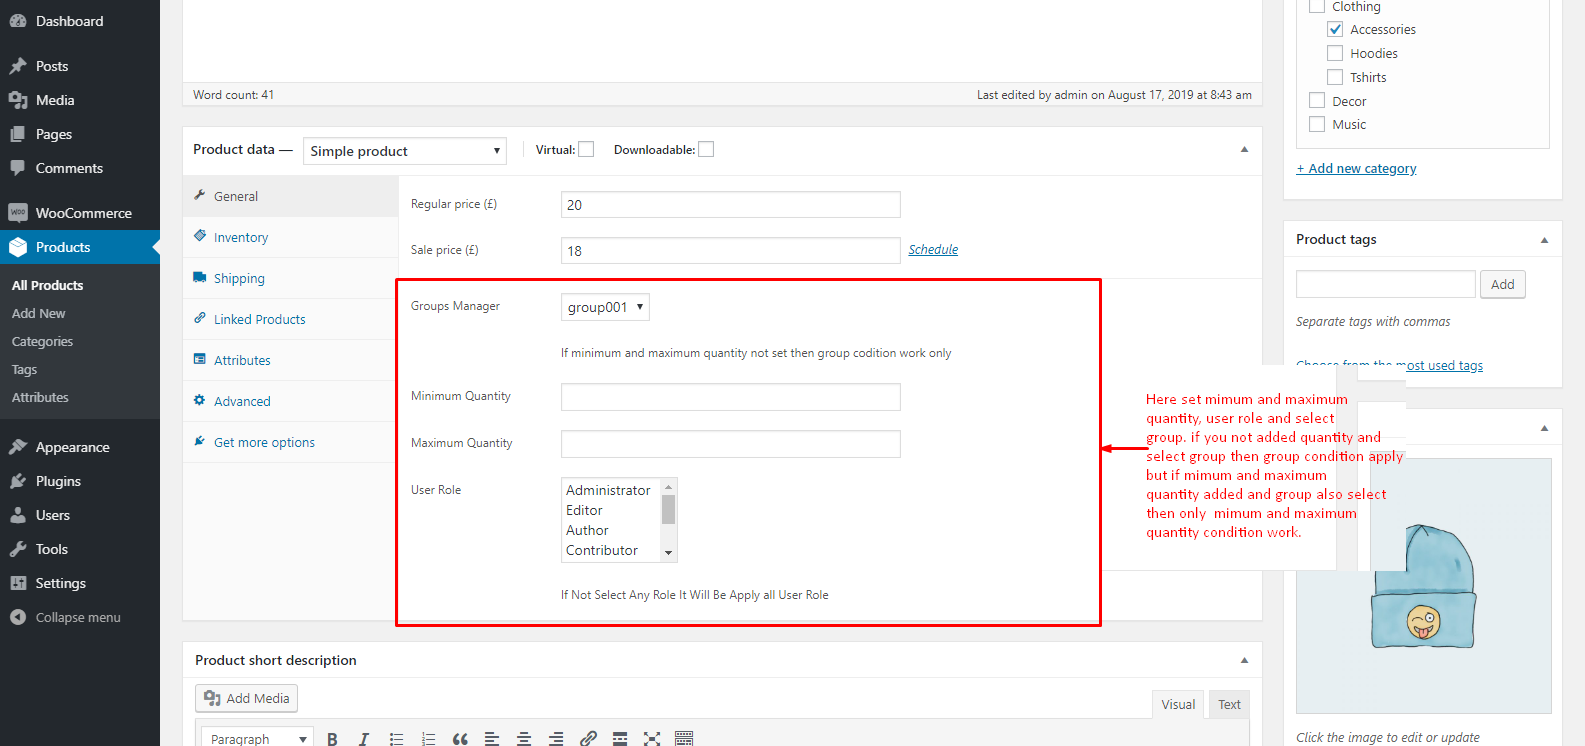 Dashboard
Posts
Media
Pages
Comments
WooCommerce
Products
All Products
Add New
Categories
Tags
Attributes
Appearance
Plugins
Users
Tools
Settings
Collapse menu
Word count: 41
Last edited by admin on August 17, 2019 at 8:43 am
Product data —
Simple product
Virtual:
Downloadable:
General
Inventory
Shipping
Linked Products
Attributes
Advanced
Get more options
Regular price (£)
20
Sale price (£)
18
Schedule
Groups Manager
group001
If minimum and maximum quantity not set then group codition work only
Minimum Quantity
Maximum Quantity
User Role
Administrator
Editor
Author
Contributor
If Not Select Any Role It Will Be Apply all User Role
Product short description
Add Media
Visual
Text
Paragraph
B
I
Clothing
Accessories
Hoodies
Tshirts
Decor
Music
+ Add new category
Product tags
Add
Separate tags with commas
Choose from the most used tags
Here set mimum and maximum
quantity, user role and select
group. if you not added quantity and
select group then group condition apply
but if mimum and maximum
quantity added and group also select
then only mimum and maximum
quantity condition work.
Click the image to edit or update